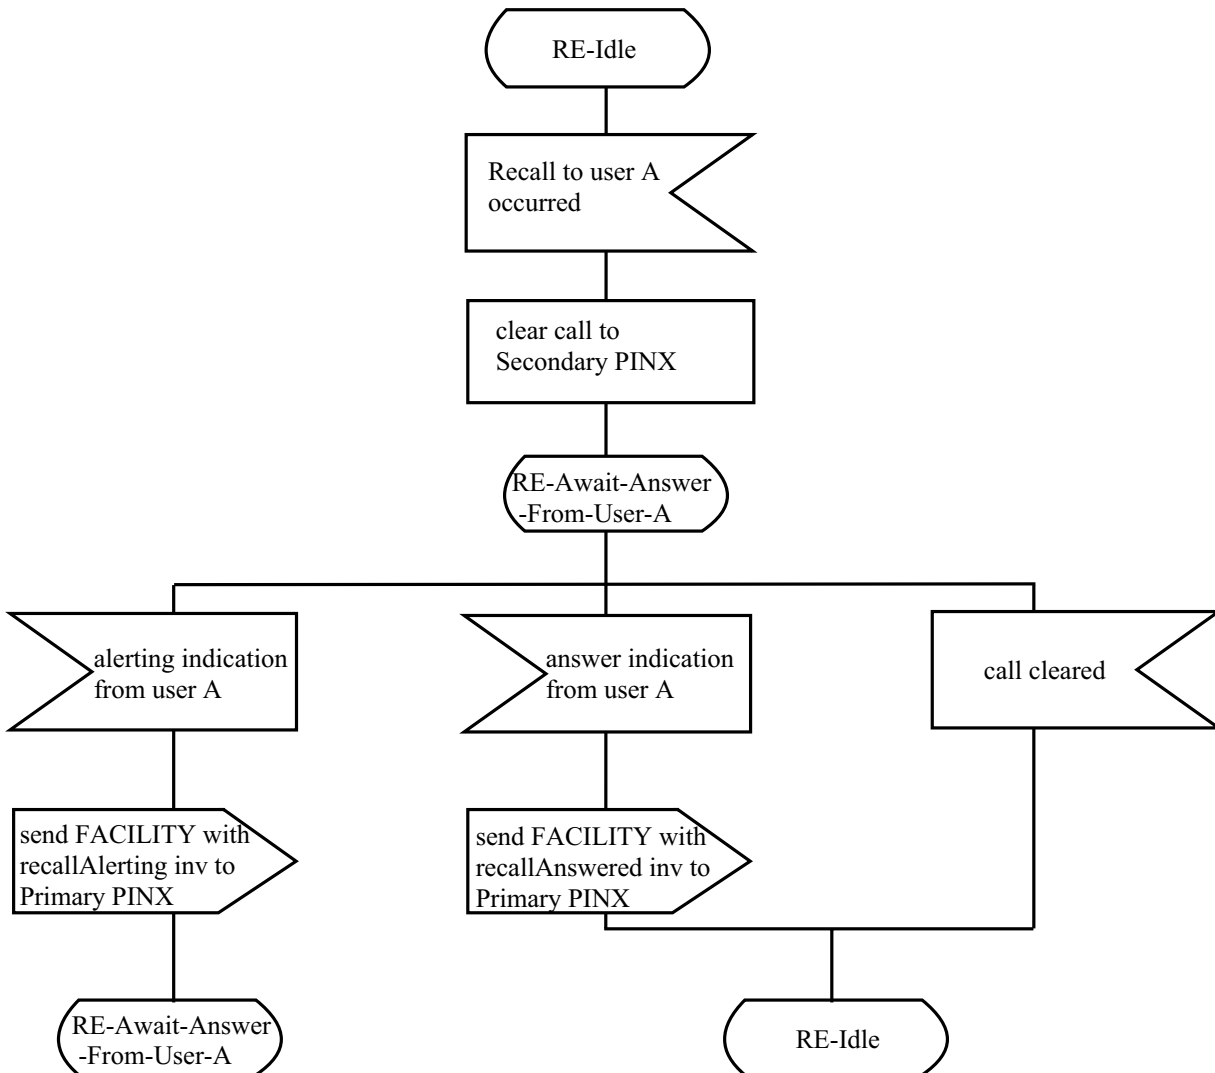 RE-Idle
Recall to user A
occurred
clear call to
Secondary PINX
RE-Await-Answer
-From-User-A
alerting indication
from user A
answer indication
from user A
call cleared
send FACILITY with
recallAlerting inv to
Primary PINX
send FACILITY with
recallAnswered inv to
Primary PINX
RE-Await-Answer
-From-User-A
RE-Idle